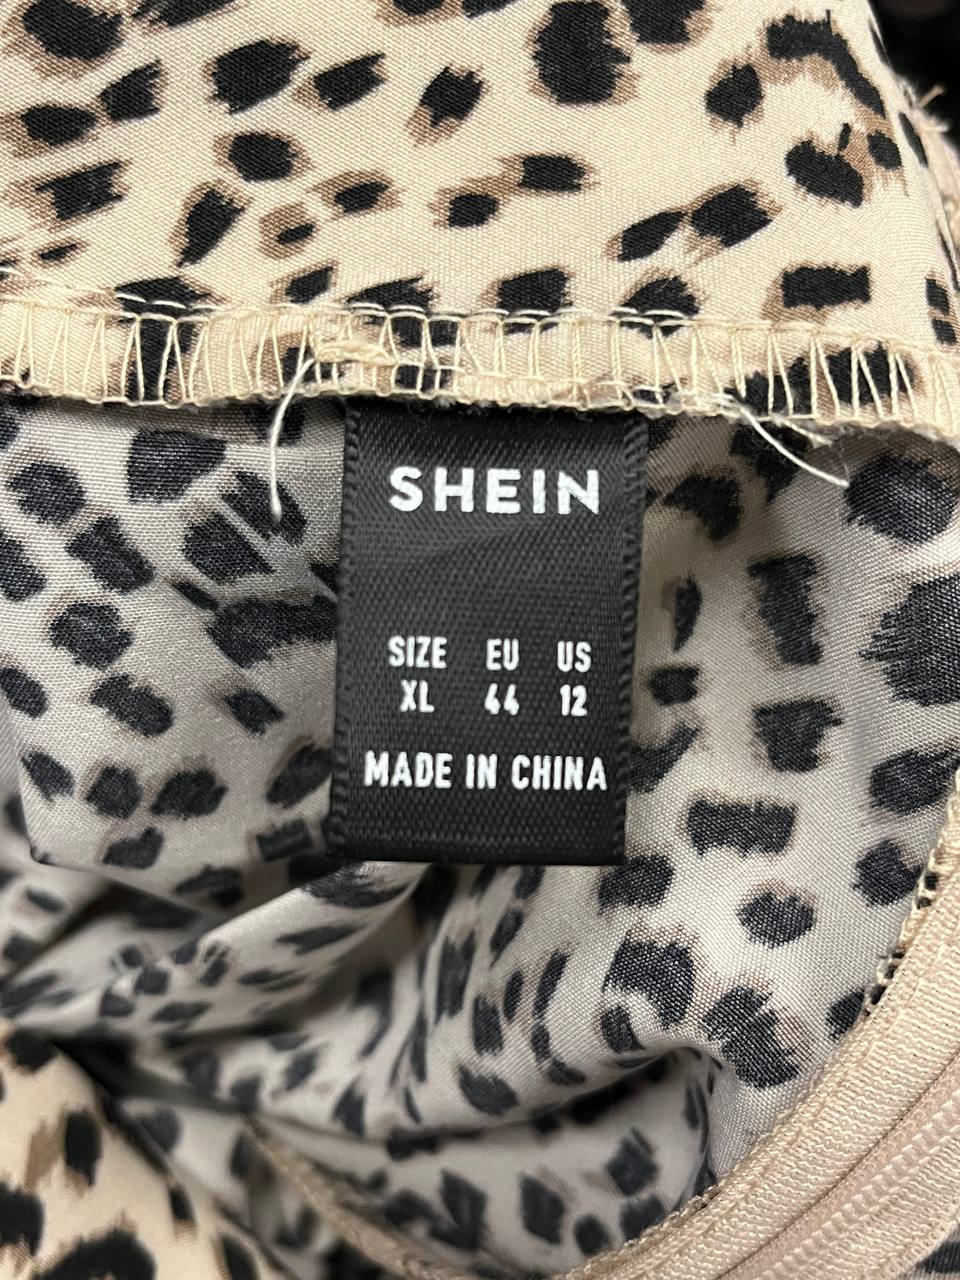 SHEIN
SIZE EU US
XL 44 12
MADE IN CHINA